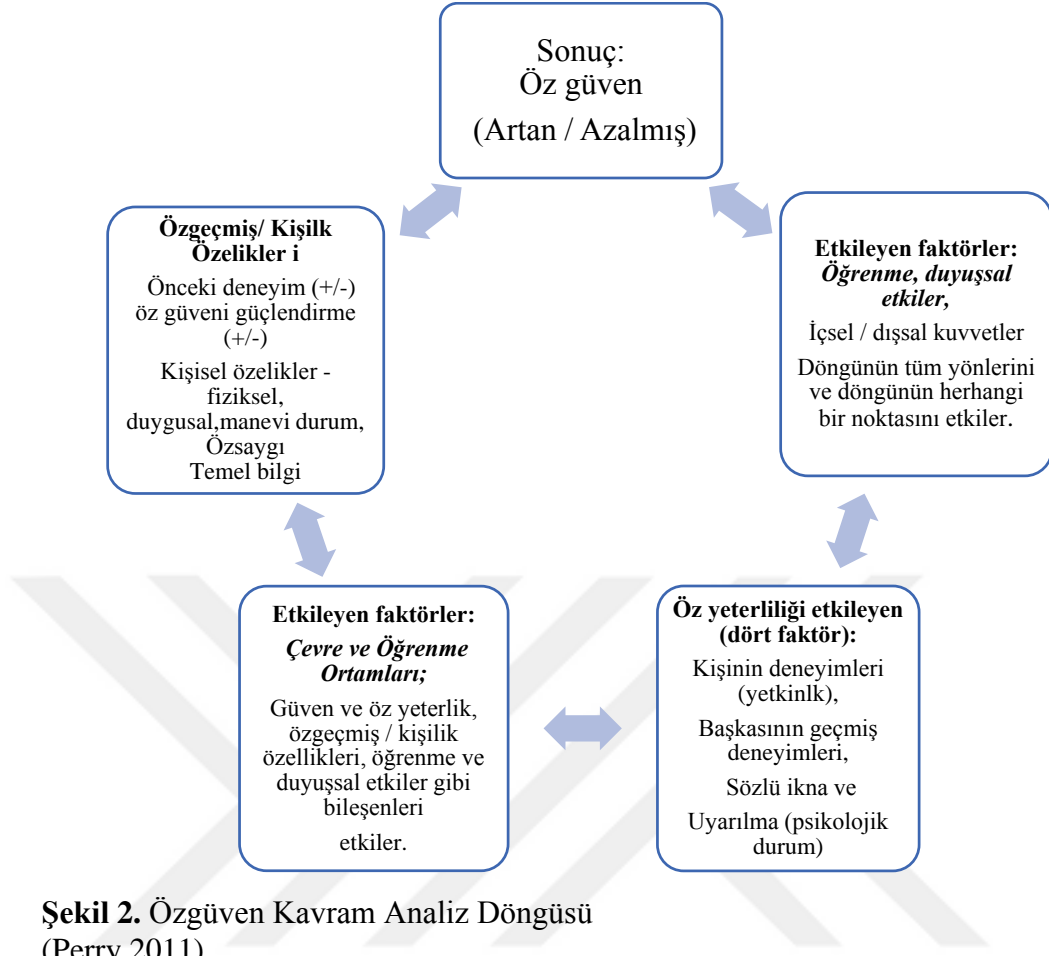 Sonuç:
Öz güven
(Artan / Azalmış)
Özgeçmiş/ Kişilk
Özelikler i
Önceki deneyim (+/-)
öz güveni güçlendirme
(+/-)
Kişisel özelikler -
fiziksel,
duygusal,manevi durum,
Özsaygı
Temel bilgi
Etkileyen faktörler:
Öğrenme, duyuşsal
etkiler,
İçsel / dışsal kuvvetler
Döngünün tüm yönlerini
ve döngünün herhangi
bir noktasını etkiler.
Etkileyen faktörler:
Çevre ve Öğrenme
Ortamları;
Güven ve öz yeterlik,
özgeçmiş / kişilik
özellikleri, öğrenme ve
duyuşsal etkiler gibi
bileşenleri
etkiler.
Öz yeterliliği etkileyen
(dört faktör):
Kişinin deneyimleri
(yetkinlk),
Başkasının geçmiş
deneyimleri,
Sözlü ikna ve
Uyarılma (psikolojik
durum)
Şekil 2. Özgüven Kavram Analiz Döngüsü
(Perry 2011)